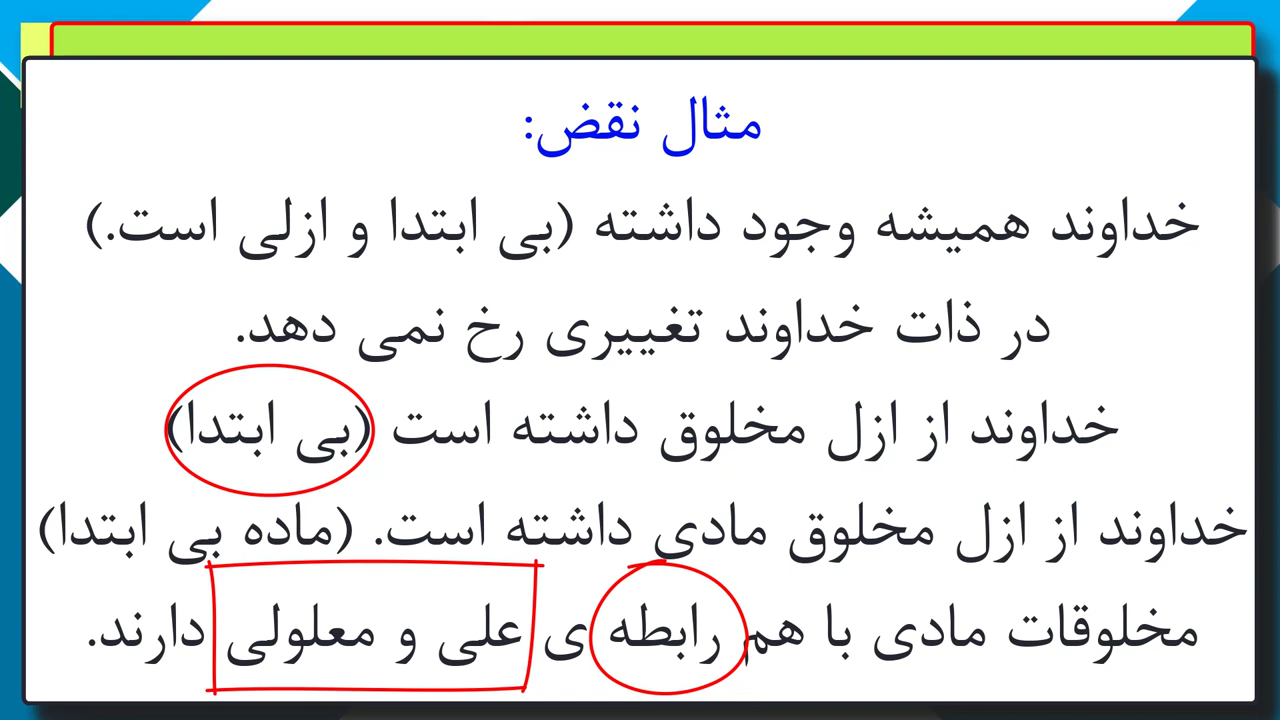 مثال نقض:
خداوند همیشه وجود داشته (بی ابتدا و ازلی است.)
در ذات خداوند تغییری رخ نمی دهد.
خداوند از ازل مخلوق داشته است (بی ابتدا)
خداوند از ازل مخلوق مادی داشته است. (ماده بی ابتدا)
مخلوقات مادی با هم رابطه ی علی و معلولی دارند.